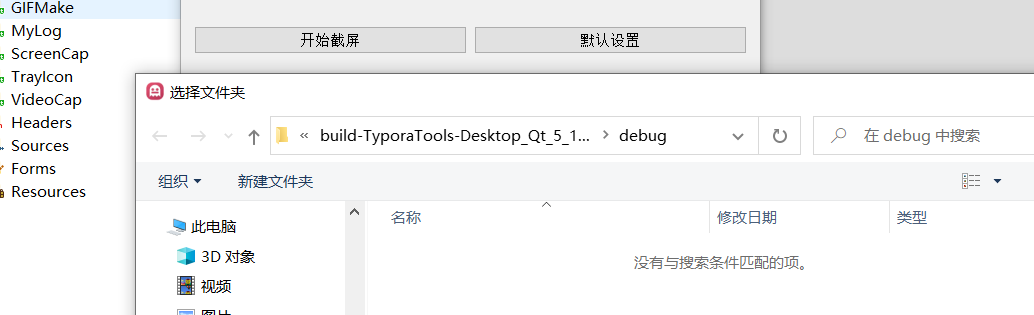 GIFMake
MyLog
ScreenCap
TrayIcon
VideoCap
Headers
Sources
Forms
Resources
开始截屏 默认设置
选择文件夹
« build-TyporaTools-Desktop_Qt_5_1... > debug
在 debug 中搜索
组织 新建文件夹
名称 修改日期 类型
此电脑
3D 对象
视频
图片
没有与搜索条件匹配的项。